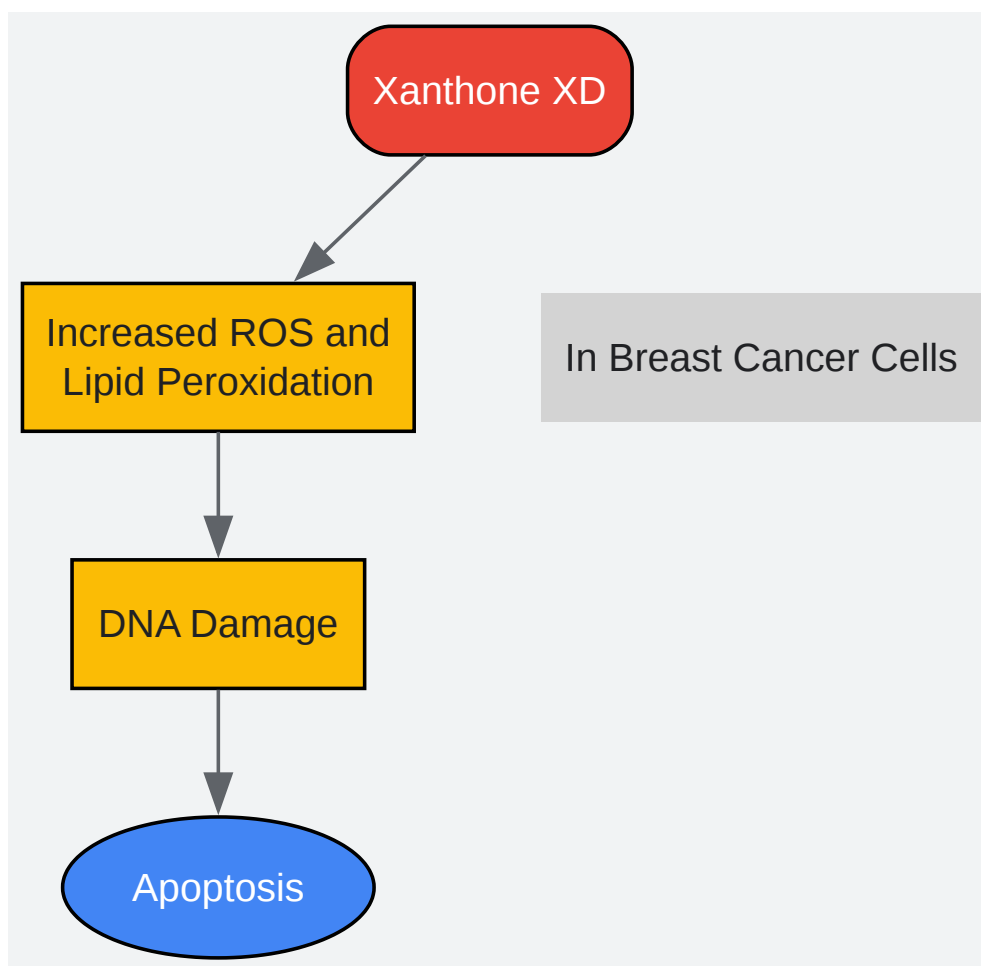 Xanthone XD
Increased ROS and
Lipid Peroxidation
In Breast Cancer Cells
DNA Damage
Apoptosis